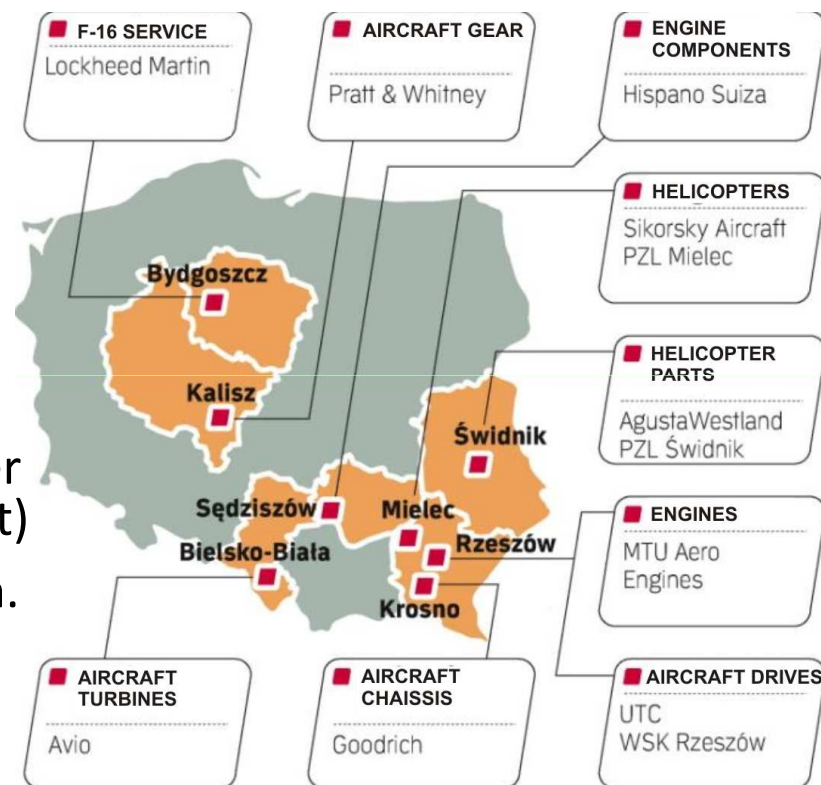 F-16 SERVICE
Lockheed Martin
AIRCRAFT GEAR
Pratt & Whitney
ENGINE
COMPONENTS
Hispano Suiza
HELICOPTERS
Sikorsky Aircraft
PZL Mielec
HELICOPTER
PARTS
AgustaWestland
PZL Świdnik
ENGINES
MTU Aero
Engines
AIRCRAFT DRIVES
UTC
WSK Rzeszów
AIRCRAFT
CHAISSIS
Goodrich
AIRCRAFT
TURBINES
Avio
Bydgoszcz
Kalisz
Świdnik
Sędziszów
Mielec
Bielsko-Biała
Rzeszów
Krosno